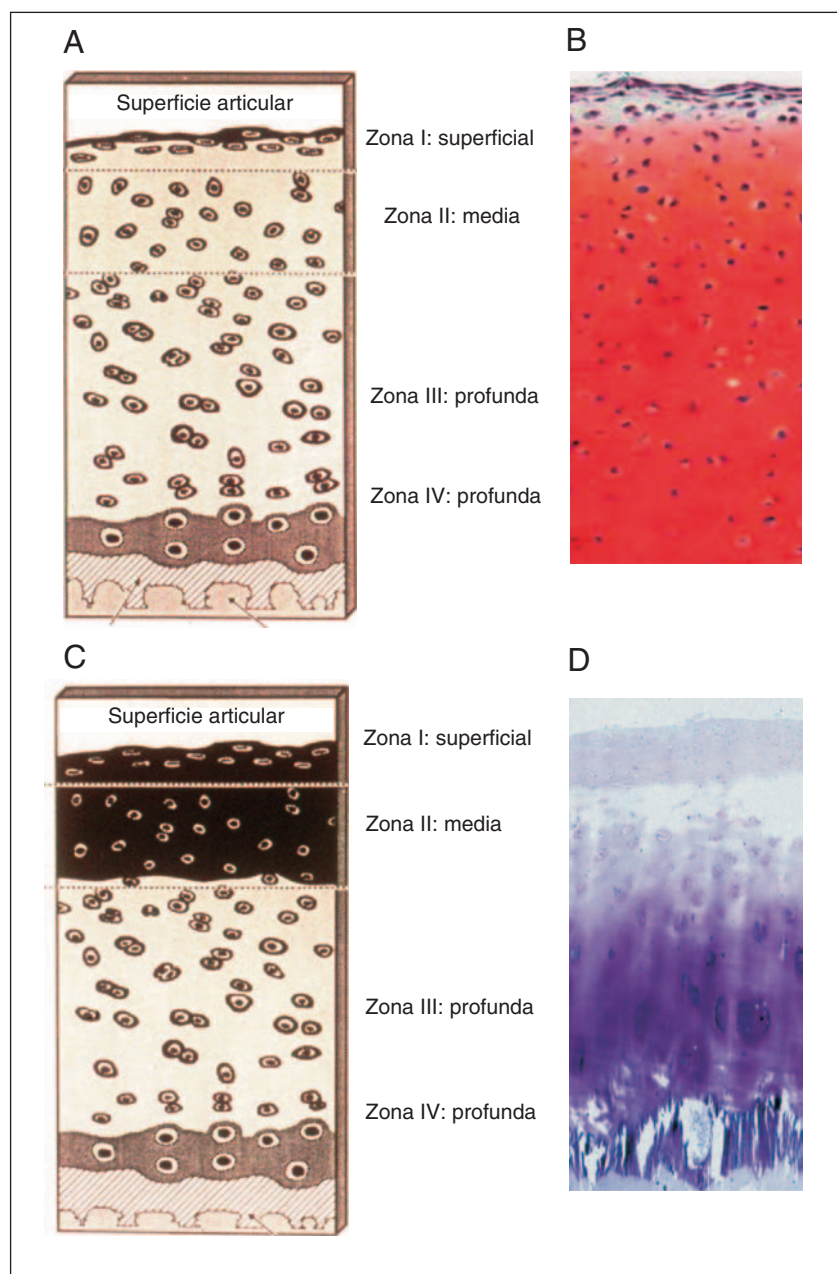 A
B
Superficie articular
Zona I: superficial
Zona II: media
Zona III: profunda
Zona IV: profunda
C
D
Superficie articular
Zona I: superficial
Zona II: media
Zona III: profunda
Zona IV: profunda